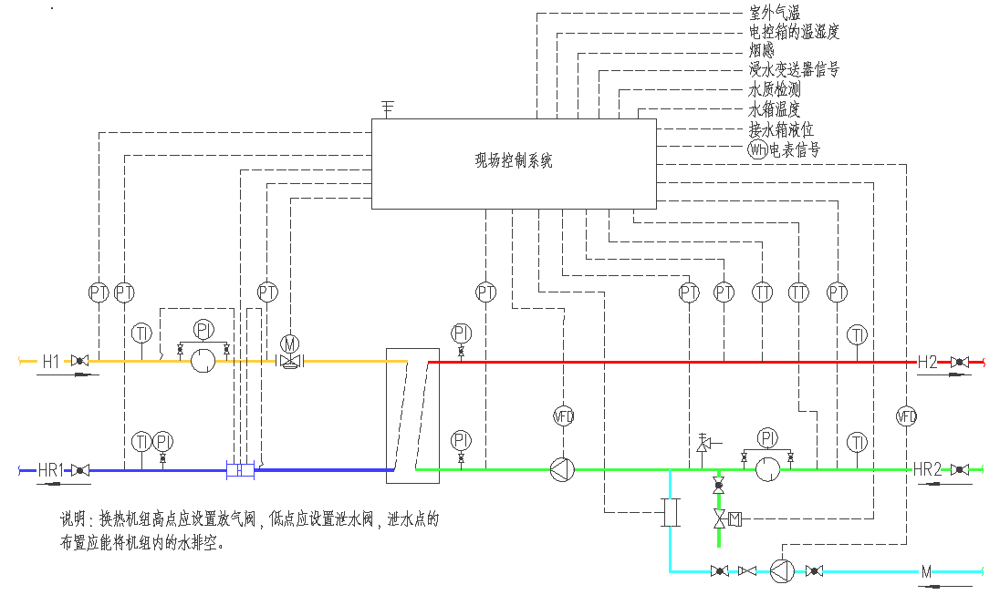 室外气温
电控箱的温湿度
烟感
浸水变送器信号
水质检测
水箱温度
接水箱液位
Wh 电表信号
现场控制系统
PT PT PT PT PT PT TT TT PT
TI PI M PI TI
H1 H2
VFD VFD
TI PI PI PI TI
HR1 H HR2
M
说明：换热机组高点应设置放气阀，低点应设置泄水阀，泄水点的
布置应能将机组内的水排空。
M